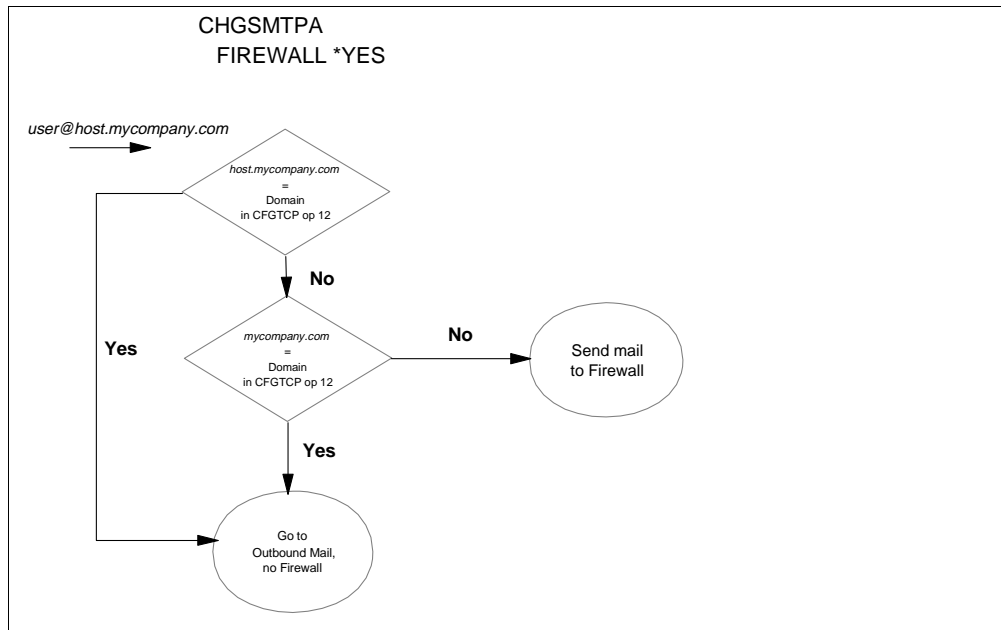 CHGSMTPA
FIREWALL *YES
user@host.mycompany.com
host.mycompany.com
=
Domain
in CFGTCP op 12
No
mycompany.com
=
Domain
in CFGTCP op 12
Yes
No
Send mail
to Firewall
Yes
Go to
Outbound Mail,
no Firewall